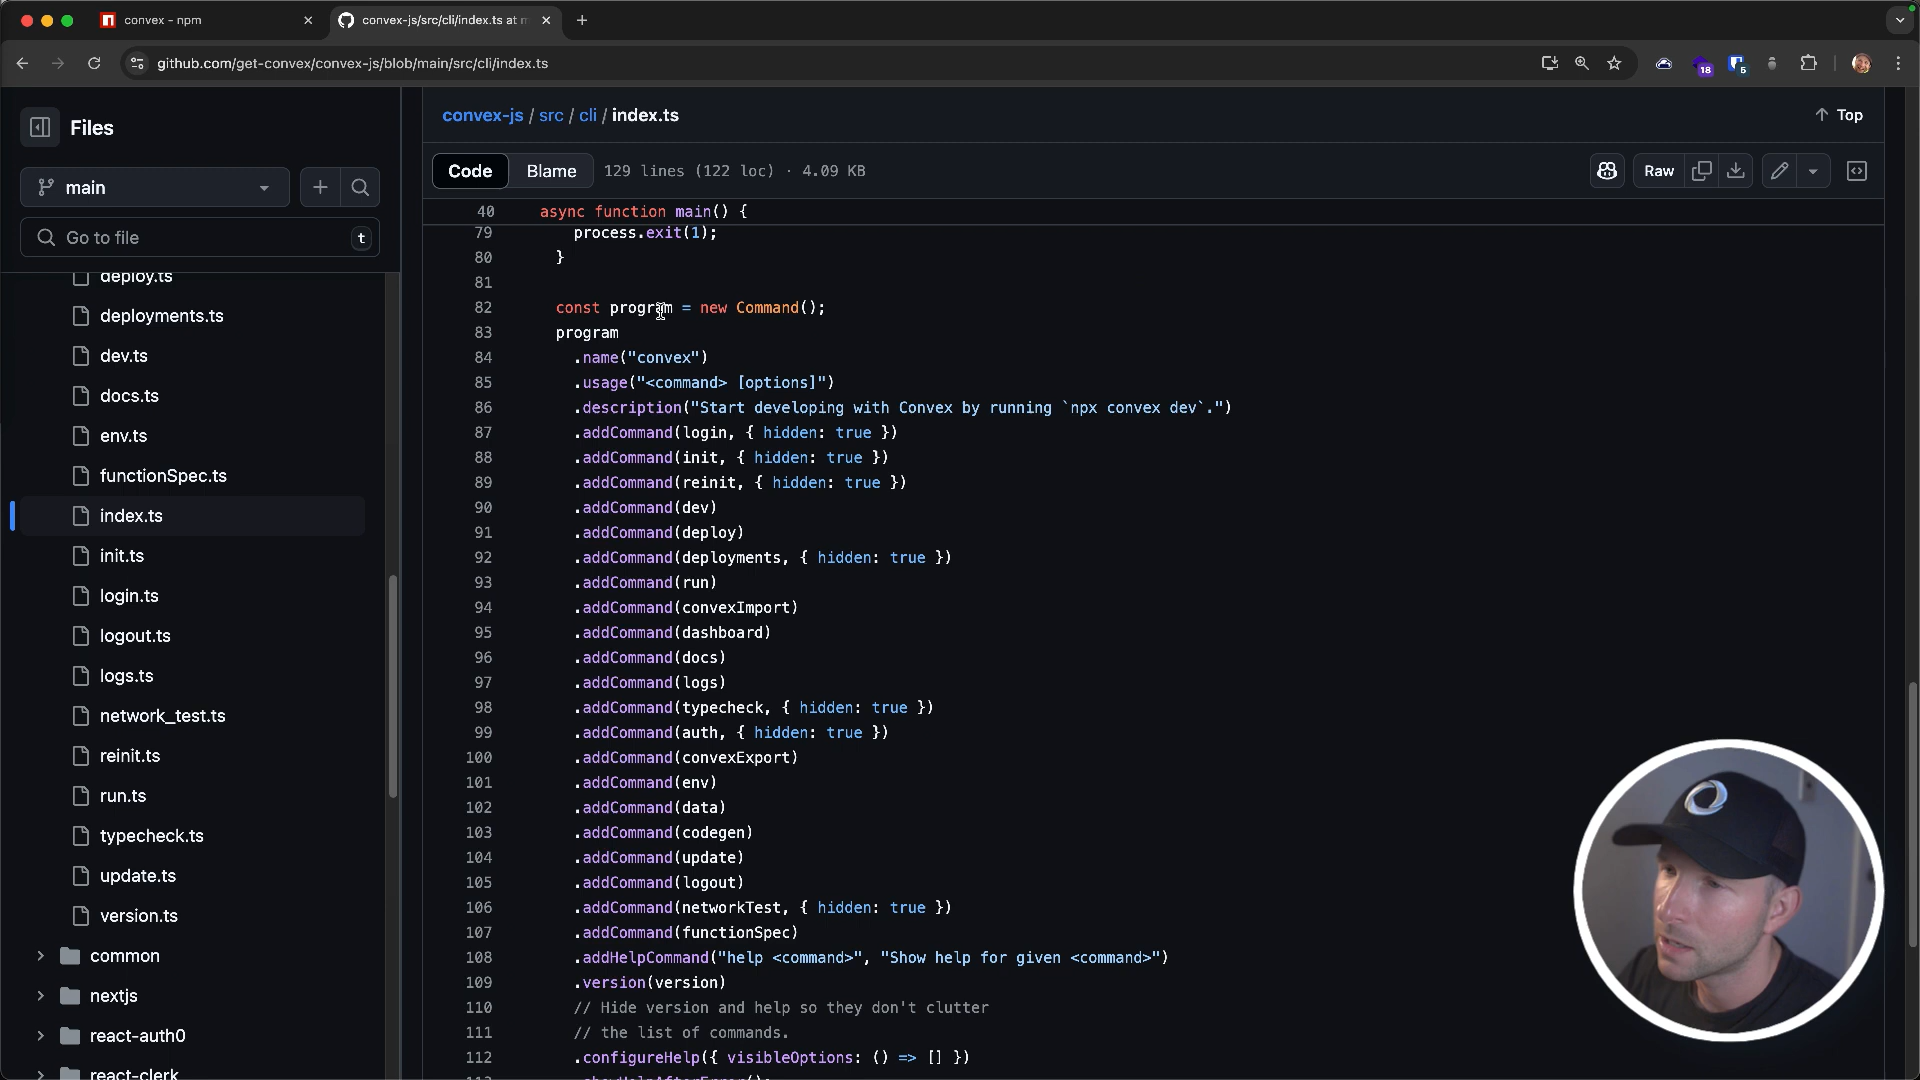 convex - npm
convex-js/src/cli/index.ts at m
github.com/get-convex/convex-js/blob/main/src/cli/index.ts
18
5
Files
main
Go to file
t
deploy.ts
deployments.ts
dev.ts
docs.ts
env.ts
functionSpec.ts
index.ts
init.ts
login.ts
logout.ts
logs.ts
network_test.ts
reinit.ts
run.ts
typecheck.ts
update.ts
version.ts
common
nextjs
react-auth0
react-clerk
convex-js / src / cli / index.ts
Top
Code
Blame
129 lines (122 loc) · 4.09 KB
Raw
40 async function main() {
79 process.exit(1);
80 }
81
82 const program = new Command();
83 program
84 .name("convex")
85 .usage("<command> [options]")
86 .description("Start developing with Convex by running `npx convex dev`.")
87 .addCommand(login, { hidden: true })
88 .addCommand(init, { hidden: true })
89 .addCommand(reinit, { hidden: true })
90 .addCommand(dev)
91 .addCommand(deploy)
92 .addCommand(deployments, { hidden: true })
93 .addCommand(run)
94 .addCommand(convexImport)
95 .addCommand(dashboard)
96 .addCommand(docs)
97 .addCommand(logs)
98 .addCommand(typecheck, { hidden: true })
99 .addCommand(auth, { hidden: true })
100 .addCommand(convexExport)
101 .addCommand(env)
102 .addCommand(data)
103 .addCommand(codegen)
104 .addCommand(update)
105 .addCommand(logout)
106 .addCommand(networkTest, { hidden: true })
107 .addCommand(functionSpec)
108 .addHelpCommand("help <command>", "Show help for given <command>")
109 .version(version)
110 // Hide version and help so they don't clutter
111 // the list of commands.
112 .configureHelp({ visibleOptions: () => [] })